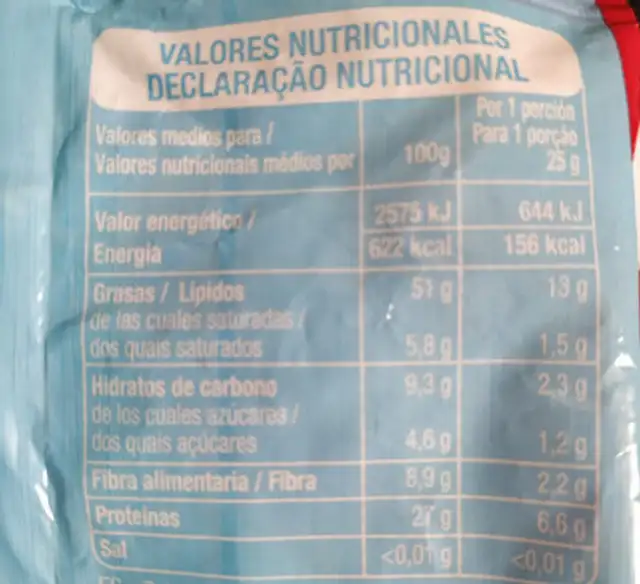 VALORES NUTRICIONALES
DECLARAÇÃO NUTRICIONAL
Por 1 porción
Valores medios para / Para 1 porção
Valores nutricionais médios por 100g 25 g
Valor energético / 2575 kJ 644 kJ
Energia 622 kcal 156 kcal
Grasas / Lípidos 51 g 13 g
de las cuales saturadas /
dos quais saturados 5,8 g 1,5 g
Hidratos de carbono 9,3 g 2,3 g
de los cuales azúcares /
dos quais açúcares 4,6 g 1,2 g
Fibra alimentaria / Fibra 8,9 g 2,2 g
Proteínas 27 g 6,6 g
Sal <0,01 g <0,01 g